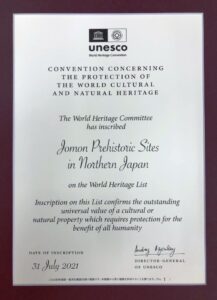 unesco
World Heritage Convention
CONVENTION CONCERNING
THE PROTECTION OF
THE WORLD CULTURAL
AND NATURAL HERITAGE
The World Heritage Committee
has inscribed
Jomon Prehistoric Sites
in Northern Japan
on the World Heritage List
Inscription on this List confirms the outstanding
universal value of a cultural or
natural property which requires protection for the
benefit of all humanity
DATE OF INSCRIPTION
31 July 2021
DIRECTOR-GENERAL
OF UNESCO